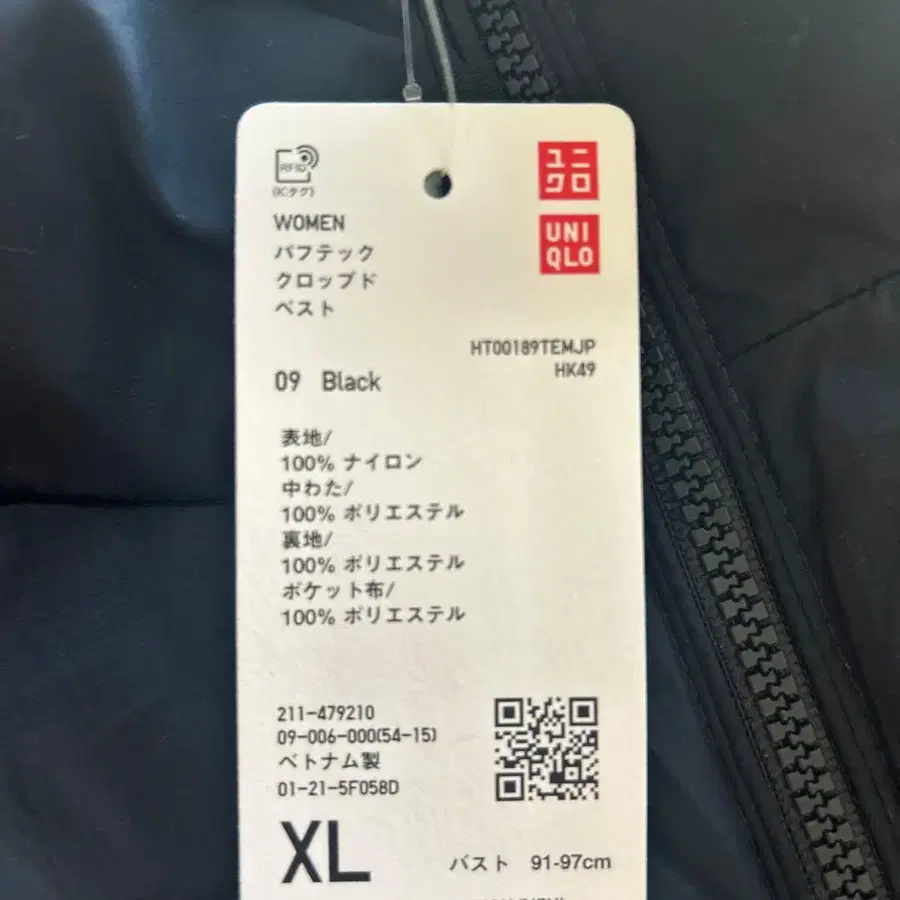 RFID
(ICタグ)
ユニ
クロ
UNI
QLO
WOMEN
パフテック
クロップド
ベスト
HT00189TEMJP
HK49
09 Black
表地/
100% ナイロン
中わた/
100% ポリエステル
裏地/
100% ポリエステル
ポケット布/
100% ポリエステル
211-479210
09-006-000(54-15)
ベトナム製
01-21-5F058D
XL
バスト 91-97cm